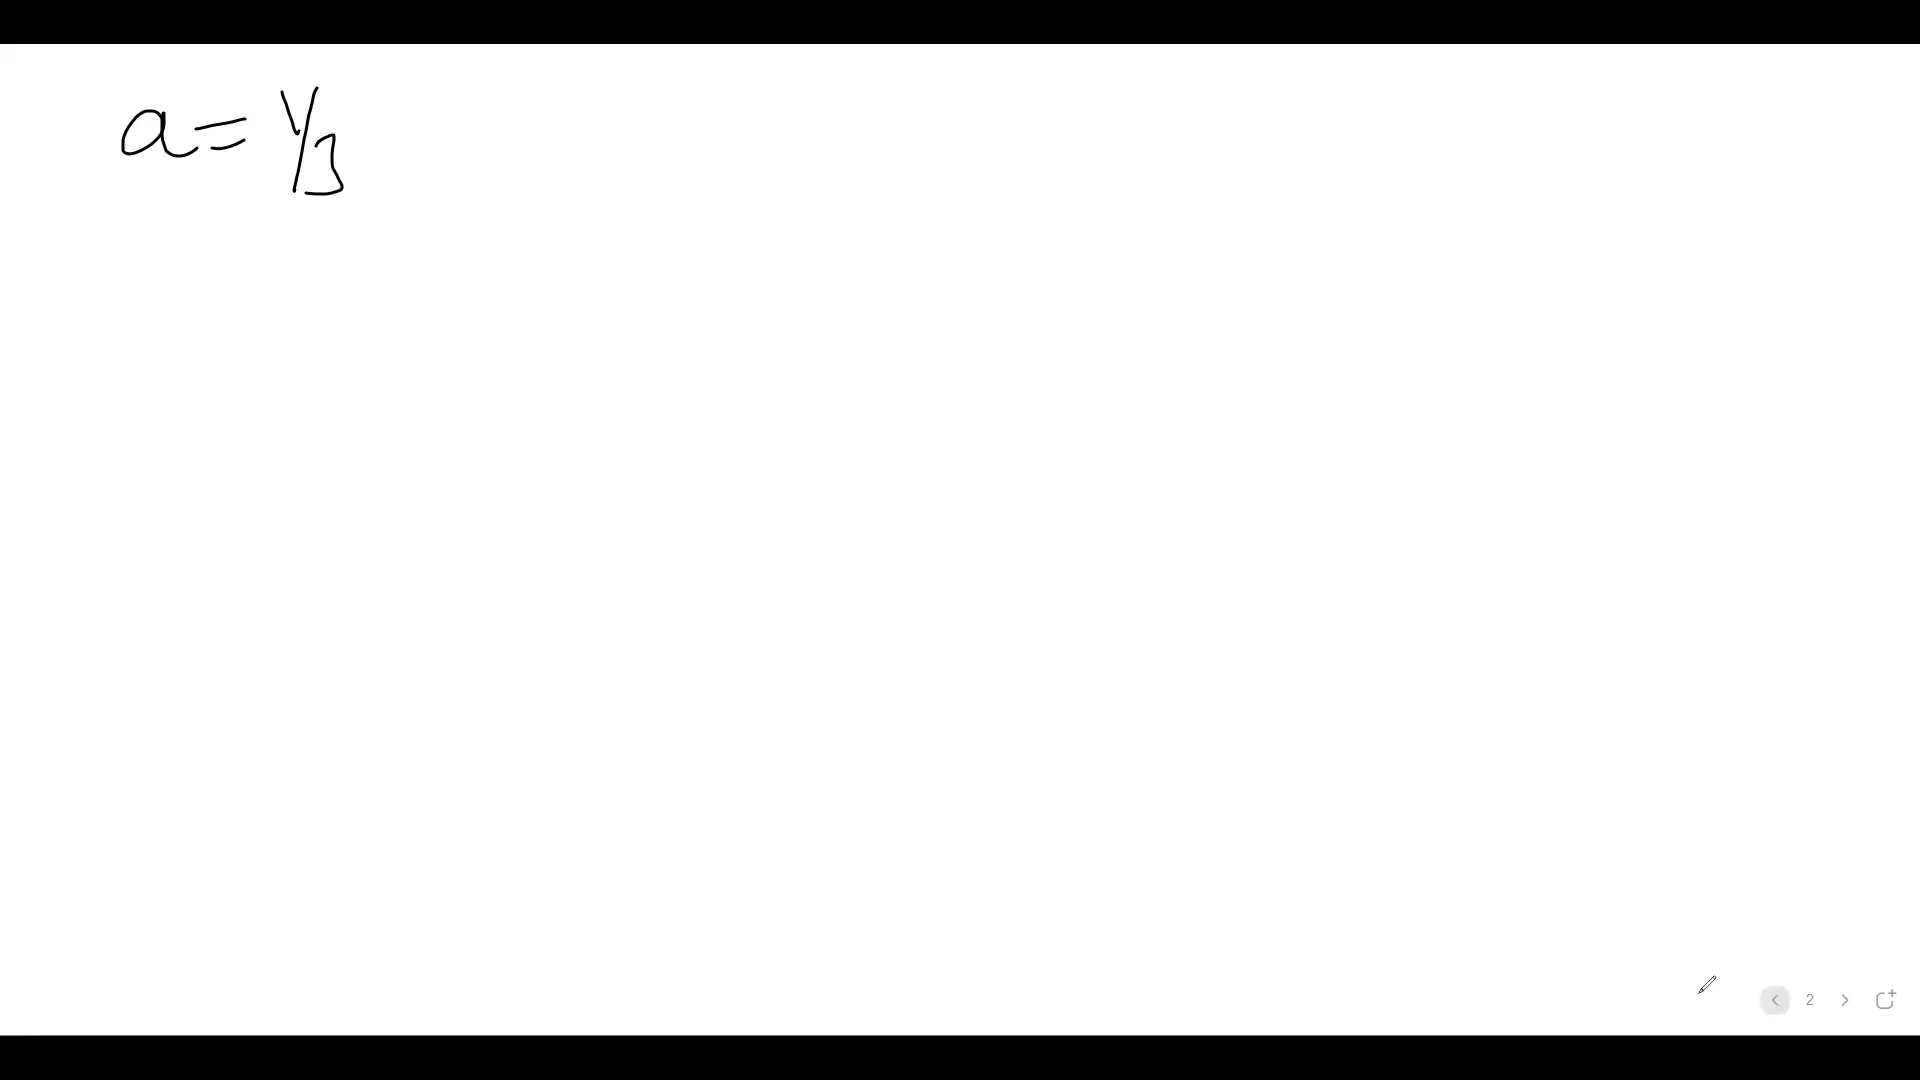 a = 1/3
2